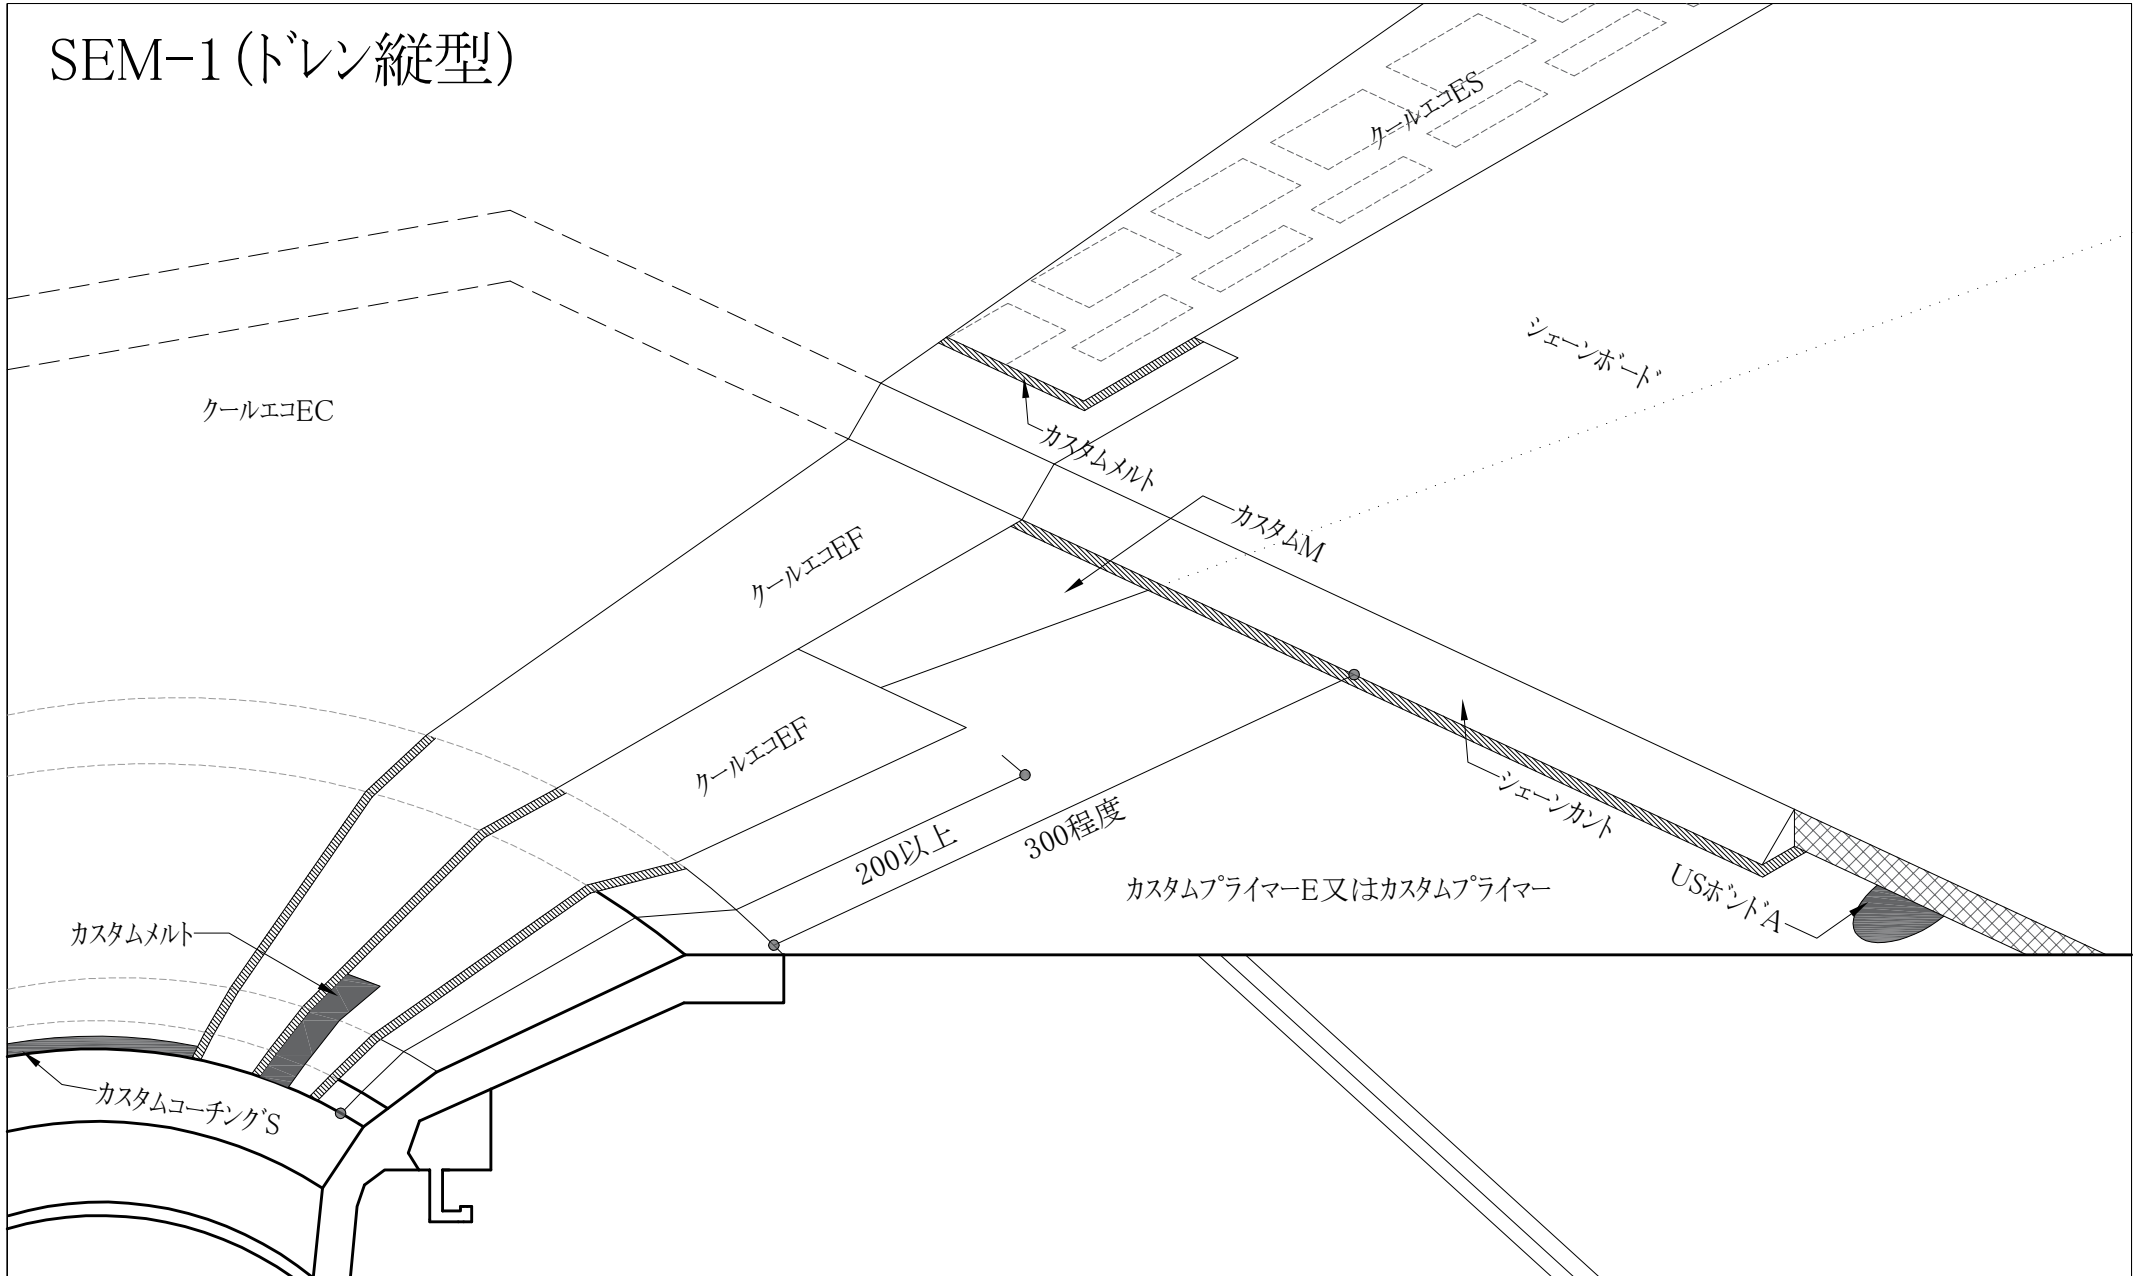 SEM-1(ドレン縦型)
クールエコES
シェーンボード
クールエコEC
カスタムメルト
カスタムM
クールエコEF
クールエコEF
シェーンカント
200以上
300程度
カスタムプライマーE又はカスタムプライマー
USボンドA
カスタムメルト
カスタムコーチングS